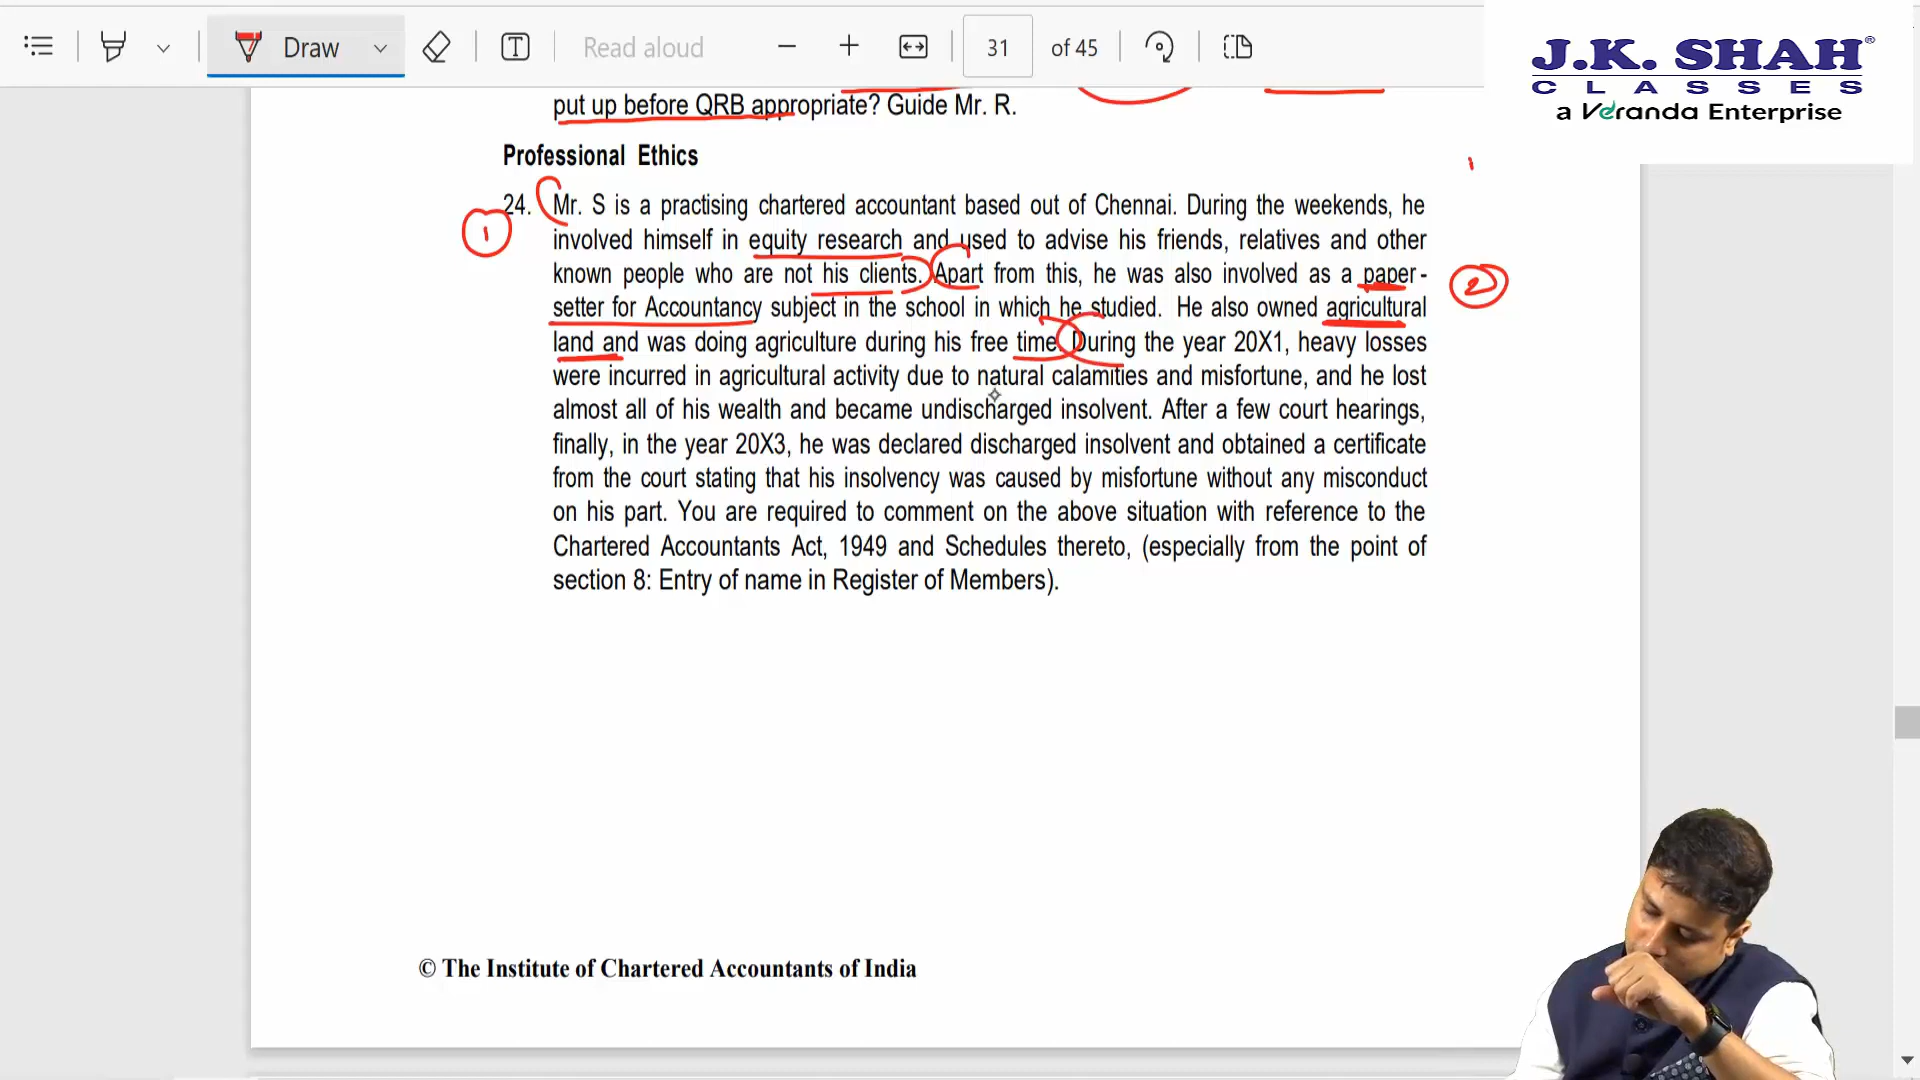 Draw
Read aloud
31 of 45
J.K. SHAH®
CLASSES
a Veranda Enterprise
put up before QRB appropriate? Guide Mr. R.
Professional Ethics
24. Mr. S is a practising chartered accountant based out of Chennai. During the weekends, he
1
involved himself in equity research and used to advise his friends, relatives and other
known people who are not his clients. Apart from this, he was also involved as a paper-
2
setter for Accountancy subject in the school in which he studied. He also owned agricultural
land and was doing agriculture during his free time. During the year 20X1, heavy losses
were incurred in agricultural activity due to natural calamities and misfortune, and he lost
almost all of his wealth and became undischarged insolvent. After a few court hearings,
finally, in the year 20X3, he was declared discharged insolvent and obtained a certificate
from the court stating that his insolvency was caused by misfortune without any misconduct
on his part. You are required to comment on the above situation with reference to the
Chartered Accountants Act, 1949 and Schedules thereto, (especially from the point of
section 8: Entry of name in Register of Members).
© The Institute of Chartered Accountants of India